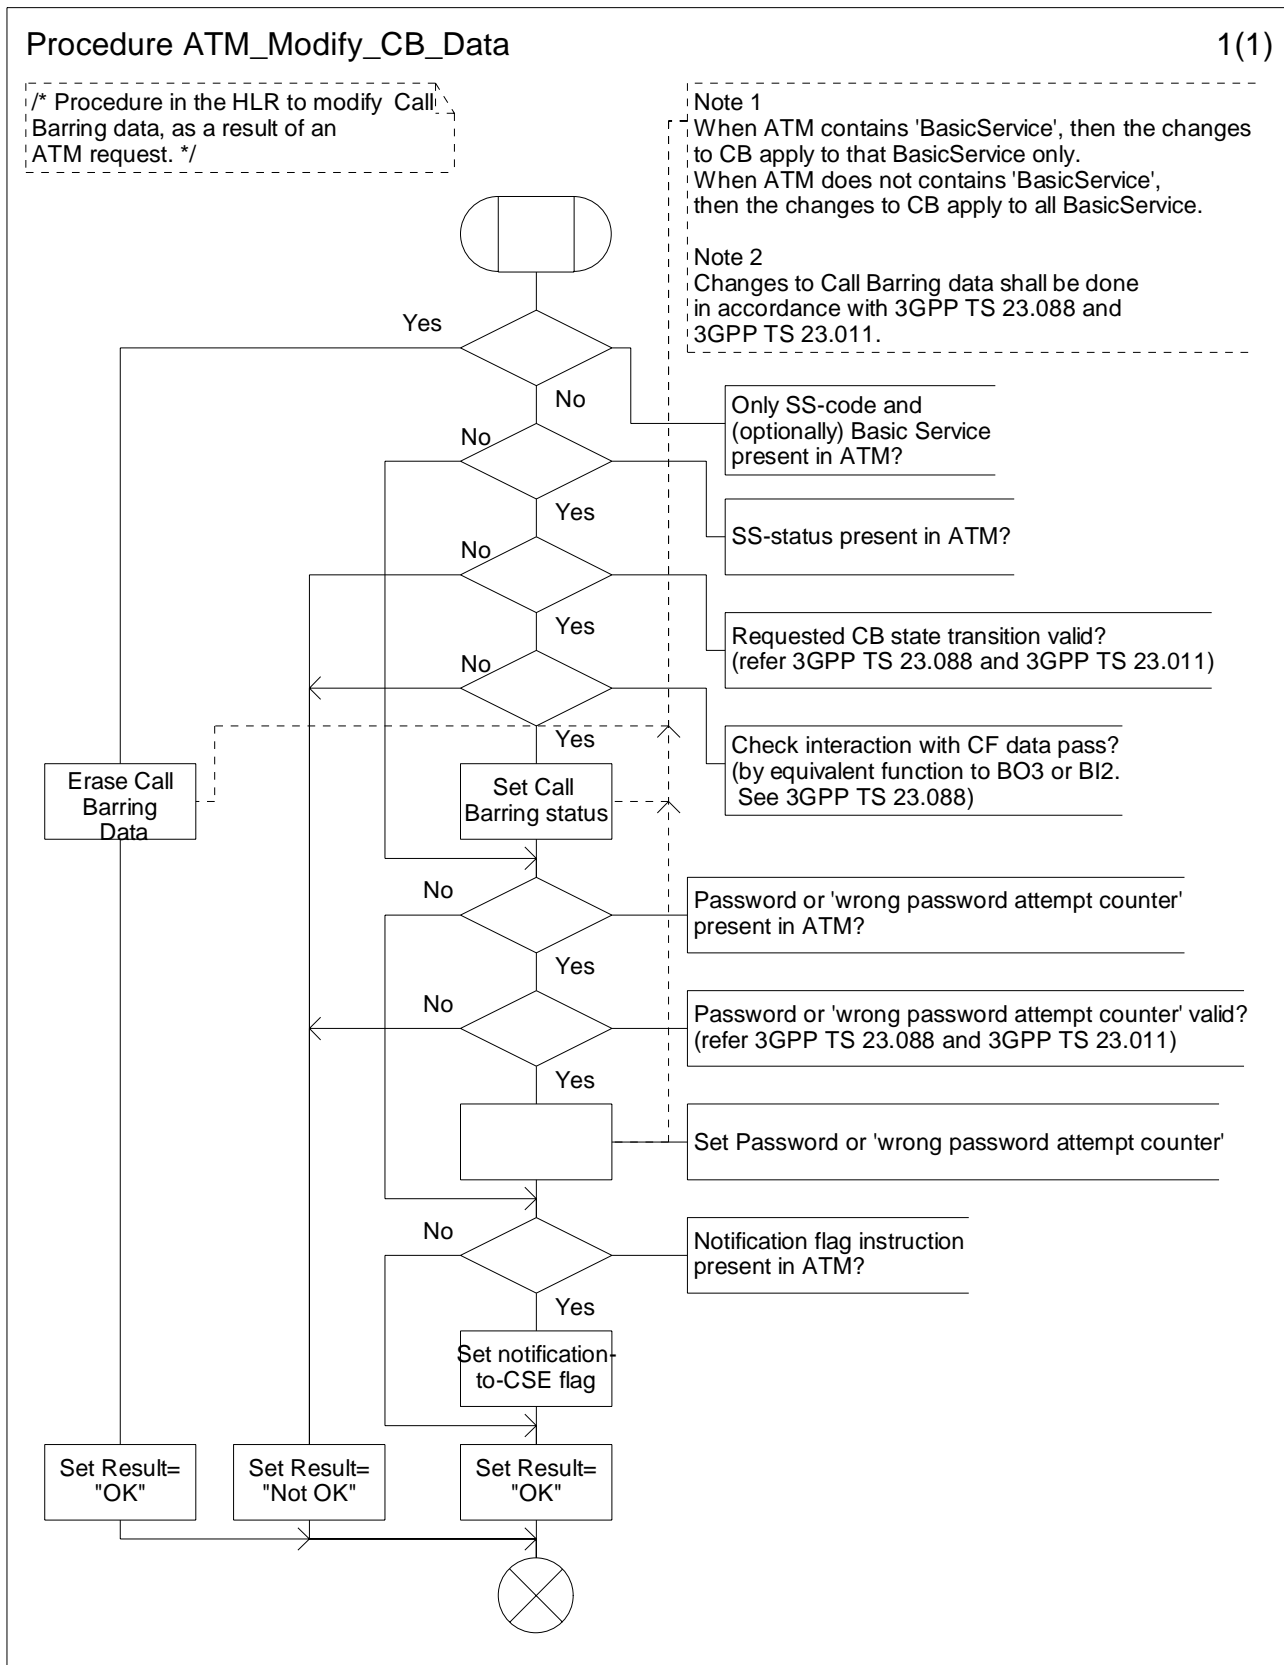 Procedure ATM_Modify_CB_Data
1(1)
/* Procedure in the HLR to modify Call
Barring data, as a result of an
ATM request. */
Note 1
When ATM contains 'BasicService', then the changes
to CB apply to that BasicService only.
When ATM does not contains 'BasicService',
then the changes to CB apply to all BasicService.
Note 2
Changes to Call Barring data shall be done
in accordance with 3GPP TS 23.088 and
3GPP TS 23.011.
Yes
No
Only SS-code and
(optionally) Basic Service
present in ATM?
No
Yes
SS-status present in ATM?
No
Yes
Requested CB state transition valid?
(refer 3GPP TS 23.088 and 3GPP TS 23.011)
No
Yes
Check interaction with CF data pass?
(by equivalent function to BO3 or BI2.
See 3GPP TS 23.088)
Erase Call
Barring
Data
Set Call
Barring status
No
Yes
Password or 'wrong password attempt counter'
present in ATM?
No
Yes
Password or 'wrong password attempt counter' valid?
(refer 3GPP TS 23.088 and 3GPP TS 23.011)
Set Password or 'wrong password attempt counter'
No
Yes
Notification flag instruction
present in ATM?
Set notification-
to-CSE flag
Set Result=
"OK"
Set Result=
"Not OK"
Set Result=
"OK"